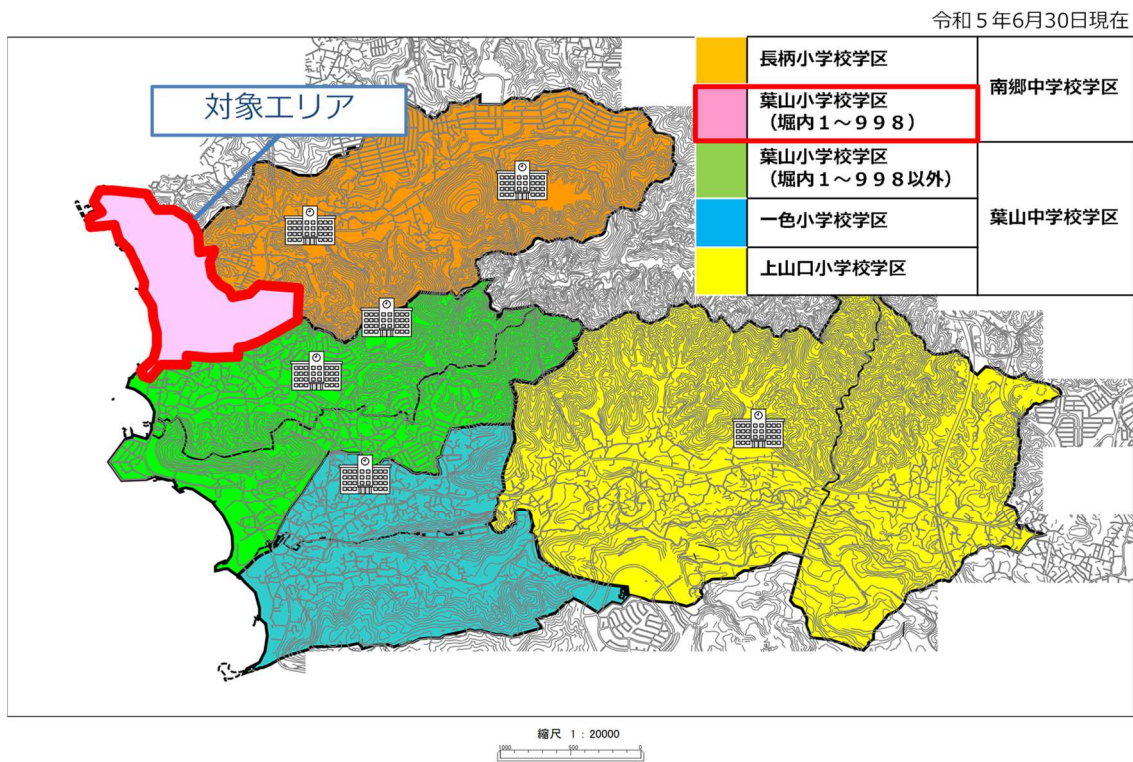 令和５年6月30日現在
対象エリア
長柄小学校学区
葉山小学校学区
（堀内１～９９８）
南郷中学校学区
葉山小学校学区
（堀内１～９９８以外）
一色小学校学区
葉山中学校学区
上山口小学校学区
縮尺 1：20000
1000 500 0